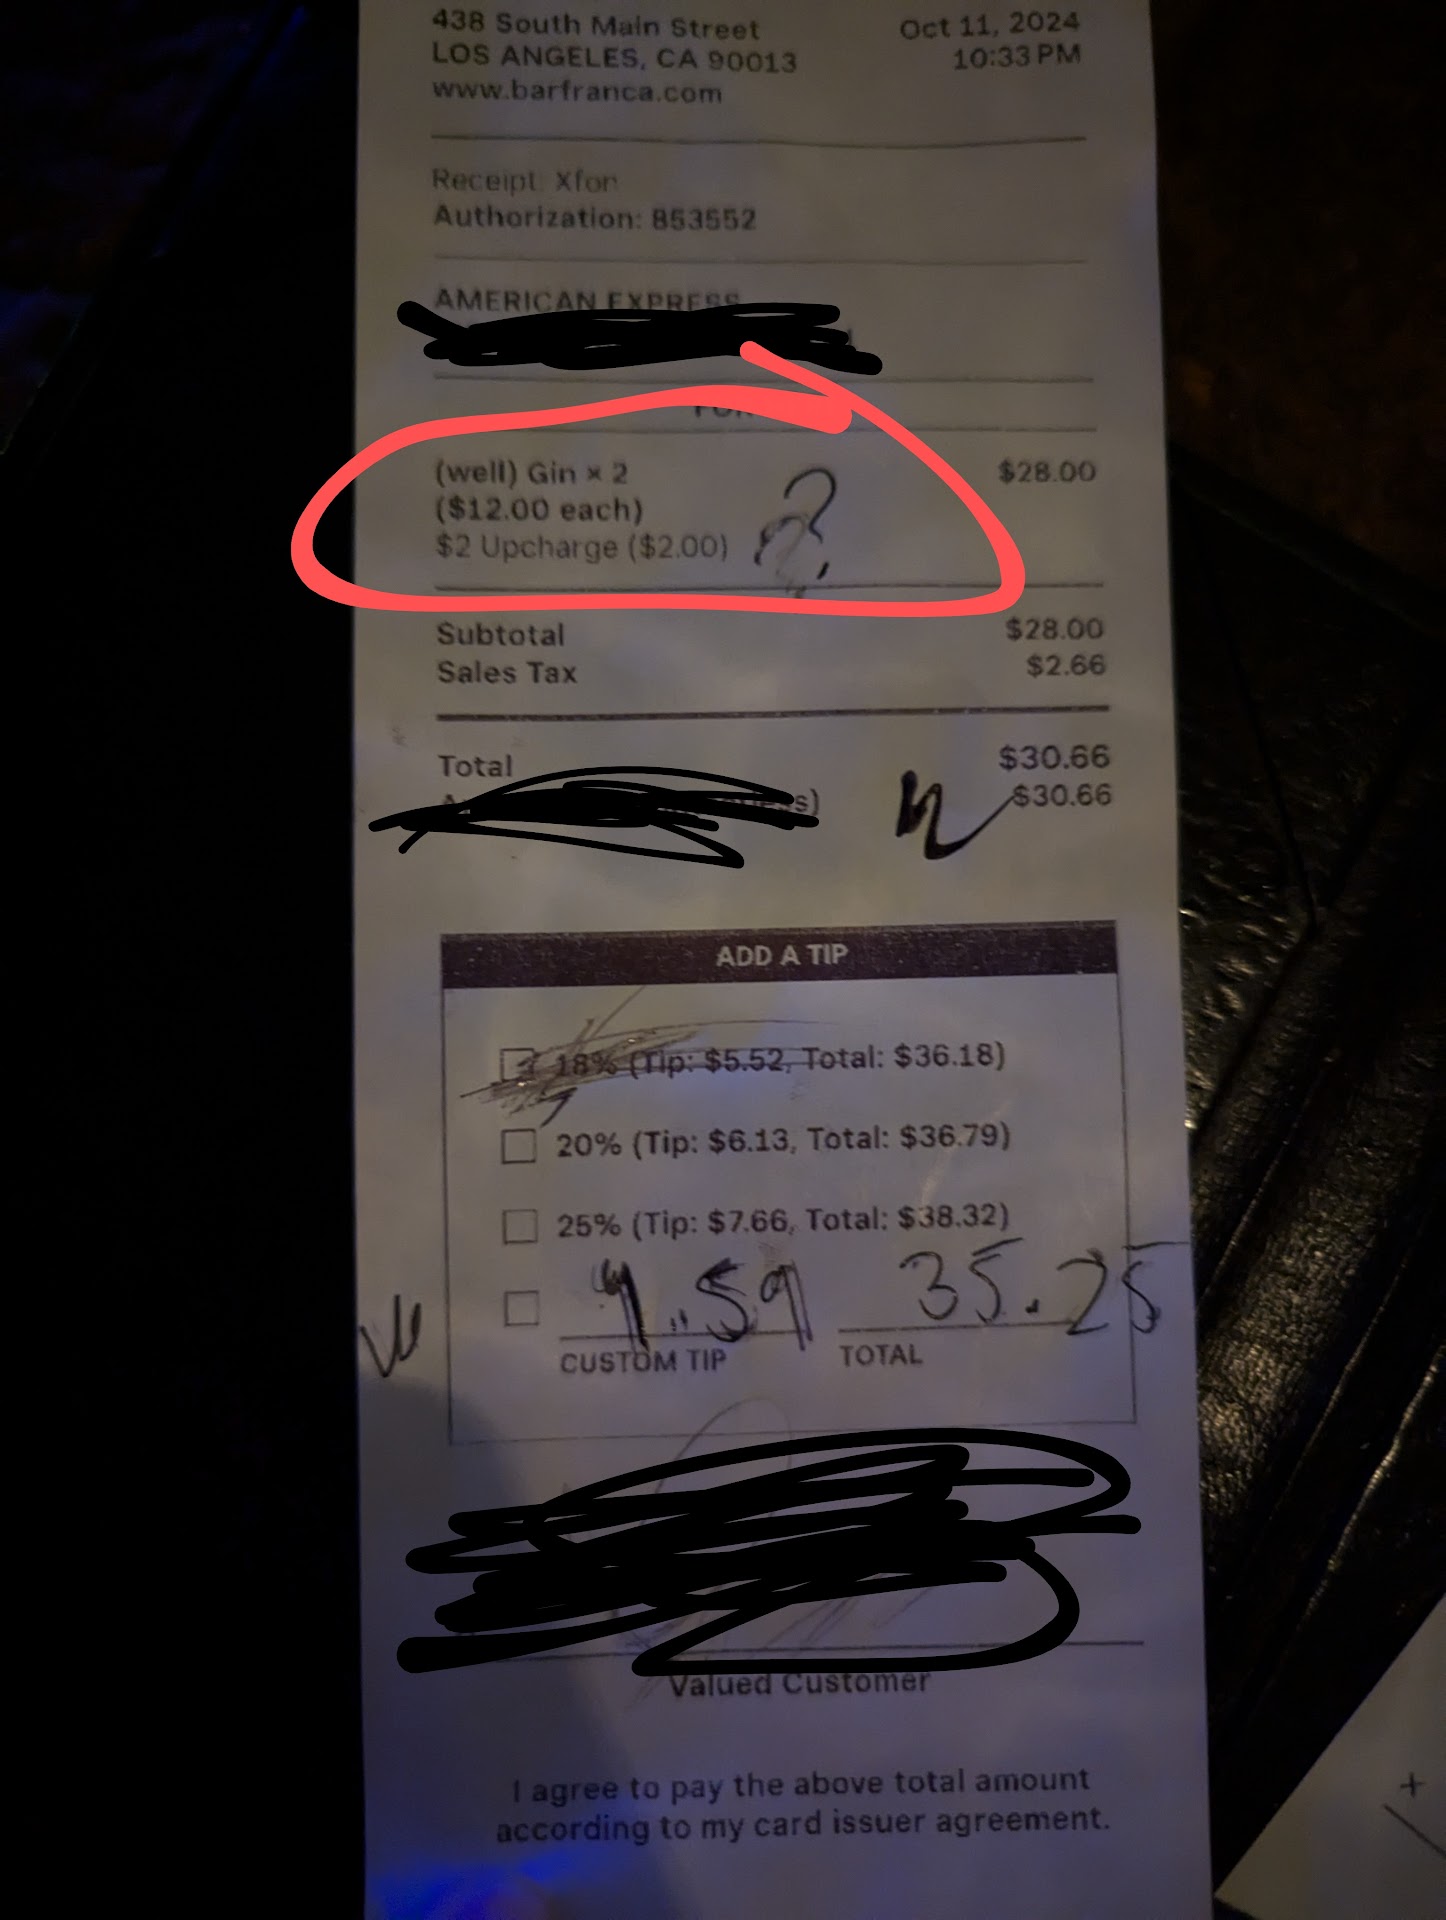 438 South Main Street Oct 11, 2024
LOS ANGELES, CA 90013 10:33 PM
www.barfranca.com
Receipt: Xfon
Authorization: 853552
AMERICAN EXPRESS
(well) Gin × 2 $28.00
($12.00 each)
$2 Upcharge ($2.00) ?
Subtotal $28.00
Sales Tax $2.66
Total $30.66
$30.66
ADD A TIP
18% (Tip: $5.52, Total: $36.18)
20% (Tip: $6.13, Total: $36.79)
25% (Tip: $7.66, Total: $38.32)
4.59 35.25
CUSTOM TIP TOTAL
Valued Customer
I agree to pay the above total amount
according to my card issuer agreement.